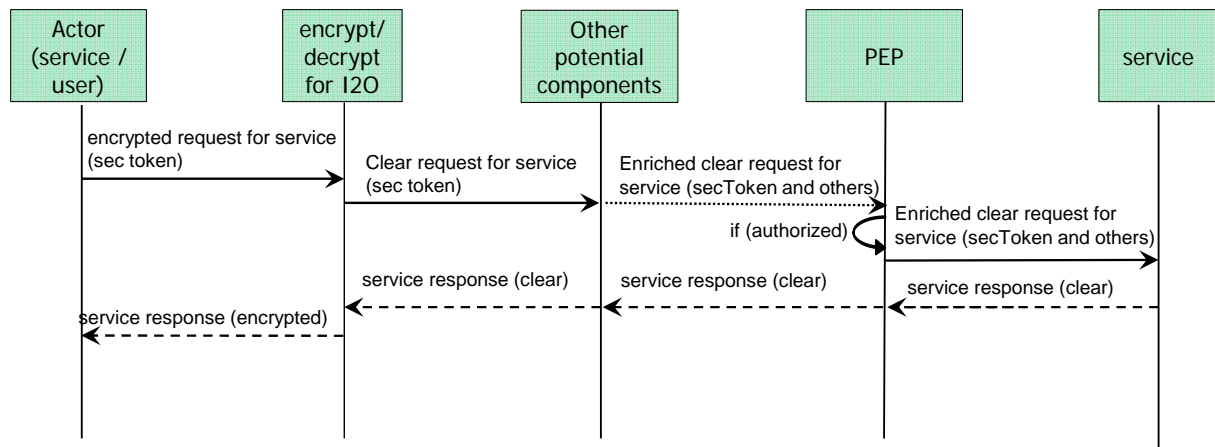 Actor
(service /
user)
encrypt/
decrypt
for I2O
Other
potential
components
PEP
service
encrypted request for service
(sec token)
Clear request for service
(sec token)
Enriched clear request for
service (secToken and others)
if (authorized)
Enriched clear request for
service (secToken and others)
service response (clear)
service response (clear)
service response (clear)
service response (encrypted)